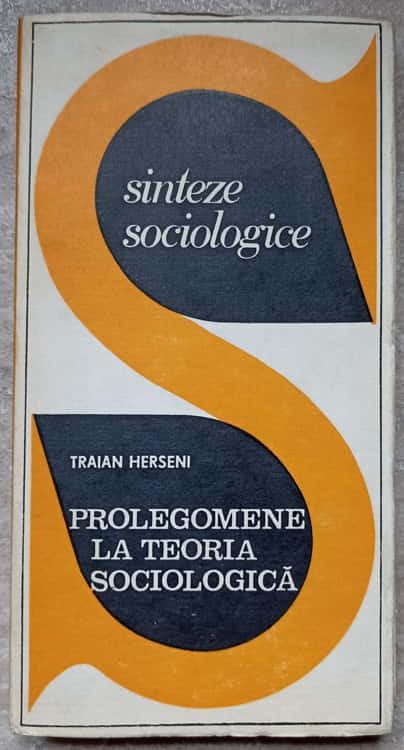 sinteze
sociologice
TRAIAN HERSENI
PROLEGOMENE
LA TEORIA
SOCIOLOGICĂ